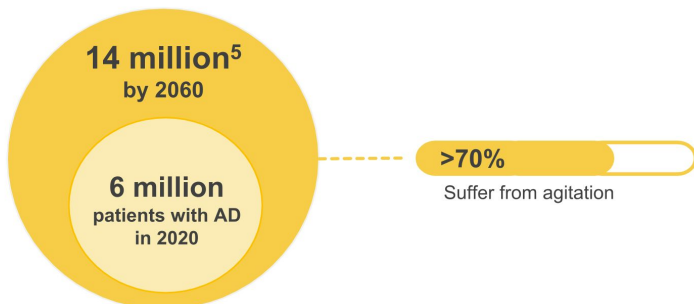 14 million⁵
by 2060
6 million
patients with AD
in 2020
>70%
Suffer from agitation